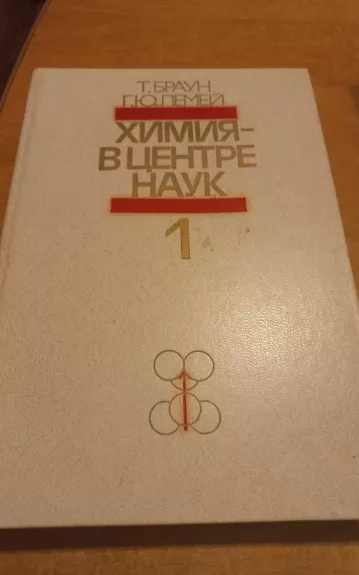 Т. БРАУН
Г.Ю. ЛЕМЕЙ
ХИМИЯ-
В ЦЕНТРЕ
НАУК
1